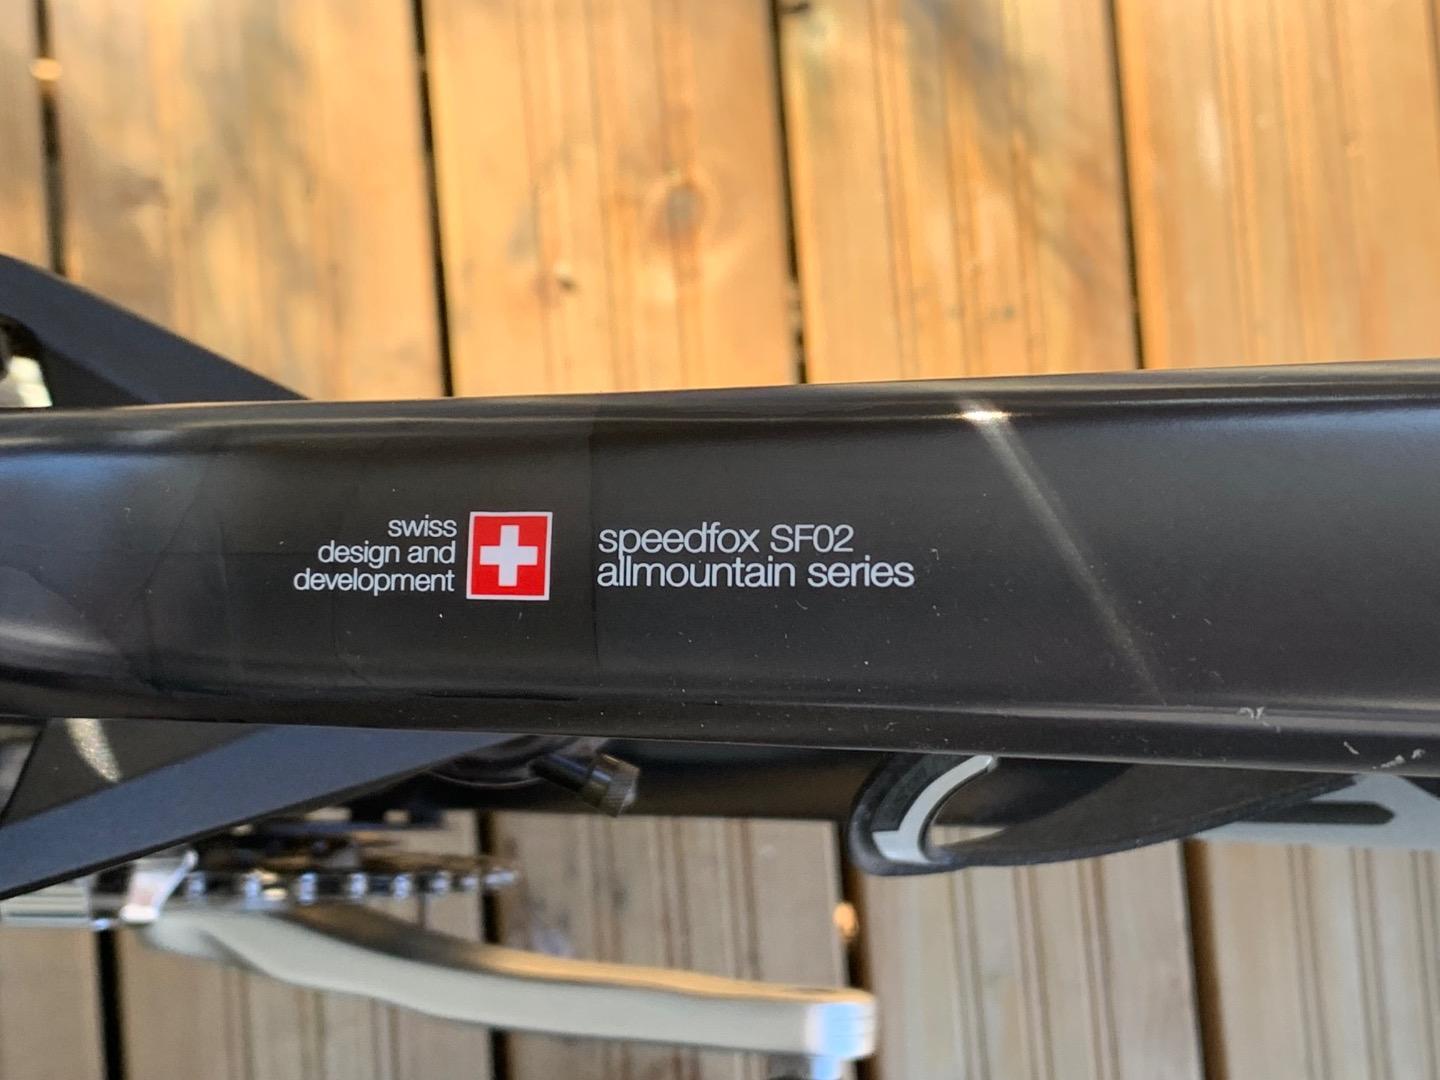 swiss
design and
development
speedfox SF02
allmountain series